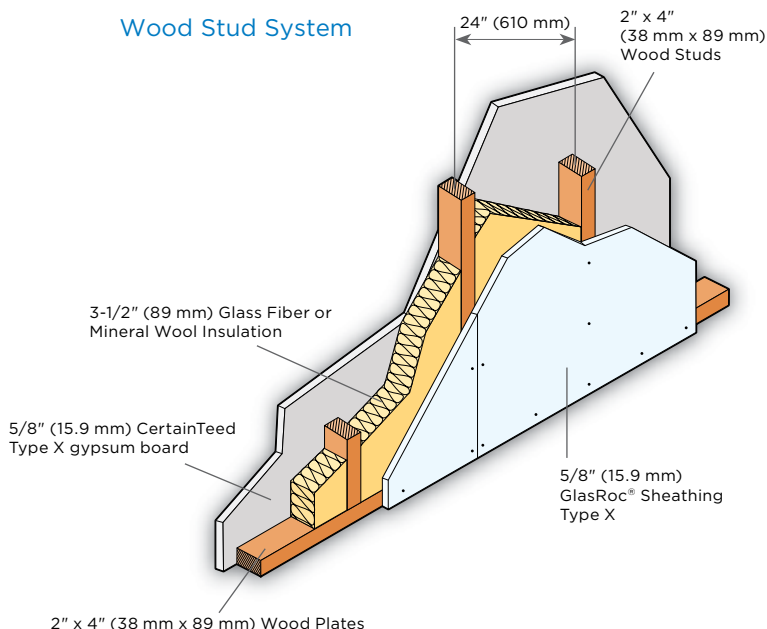 Wood Stud System
24" (610 mm)
2" x 4"
(38 mm x 89 mm)
Wood Studs
3-1/2" (89 mm) Glass Fiber or
Mineral Wool Insulation
5/8" (15.9 mm) CertainTeed
Type X gypsum board
5/8" (15.9 mm)
GlasRoc® Sheathing
Type X
2" x 4" (38 mm x 89 mm) Wood Plates